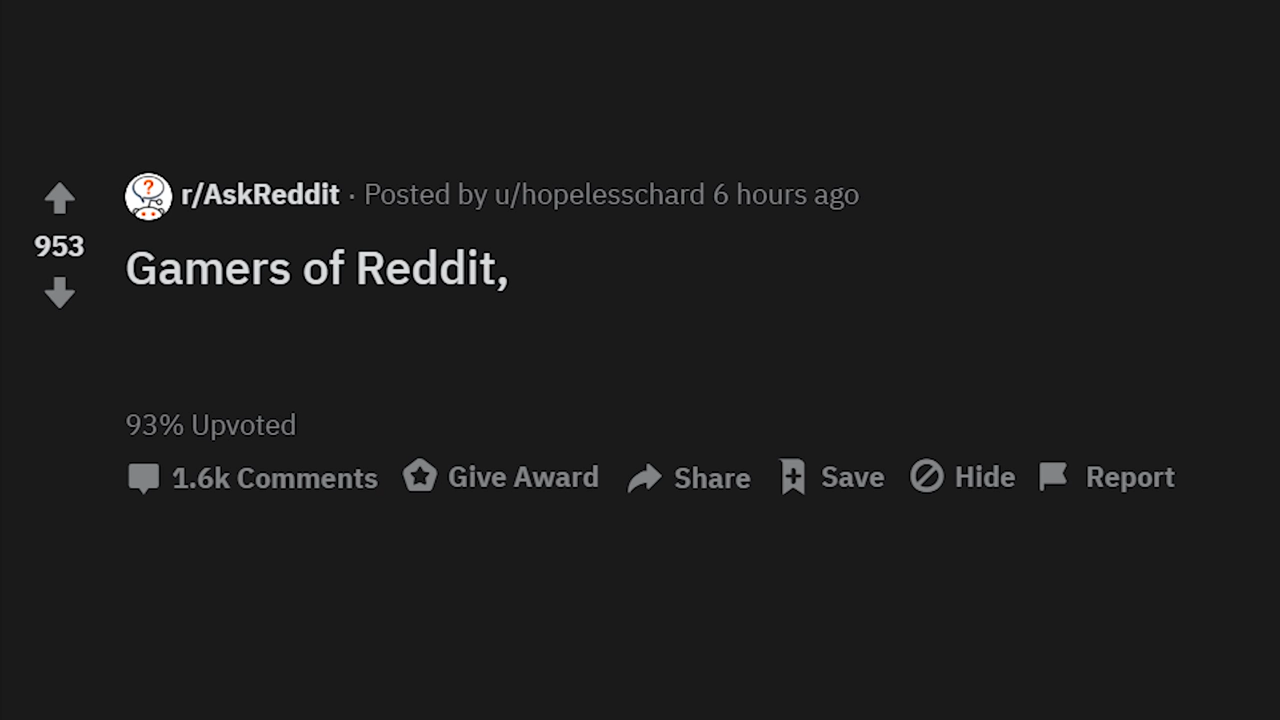 r/AskReddit · Posted by u/hopelesschard 6 hours ago
953
Gamers of Reddit,
93% Upvoted
1.6k Comments Give Award Share Save Hide Report